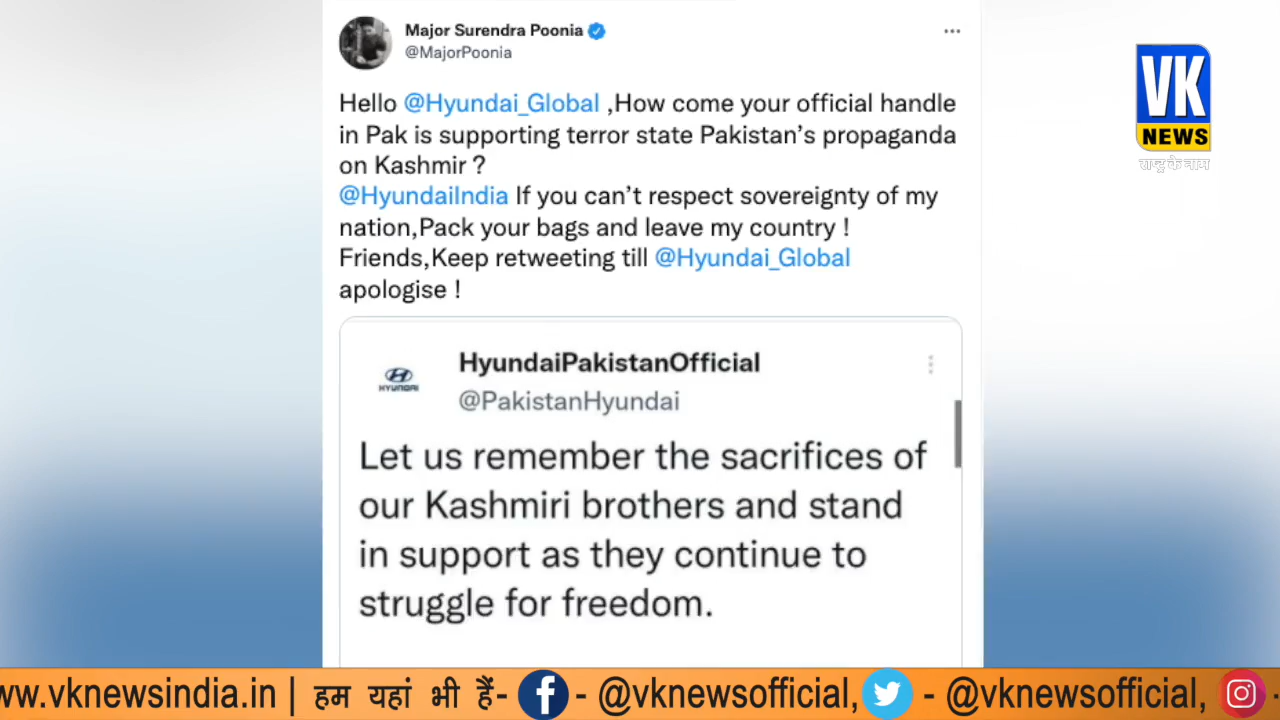 Major Surendra Poonia
@MajorPoonia
Hello @Hyundai_Global ,How come your official handle
in Pak is supporting terror state Pakistan’s propaganda
on Kashmir ?
@HyundaiIndia If you can’t respect sovereignty of my
nation,Pack your bags and leave my country !
Friends,Keep retweeting till @Hyundai_Global
apologise !
HYUNDAI
HyundaiPakistanOfficial
@PakistanHyundai
Let us remember the sacrifices of
our Kashmiri brothers and stand
in support as they continue to
struggle for freedom.
VK
NEWS
राष्ट्र के नाम
ww.vknewsindia.in | हम यहां भी हैं- - @vknewsofficial, - @vknewsofficial, -